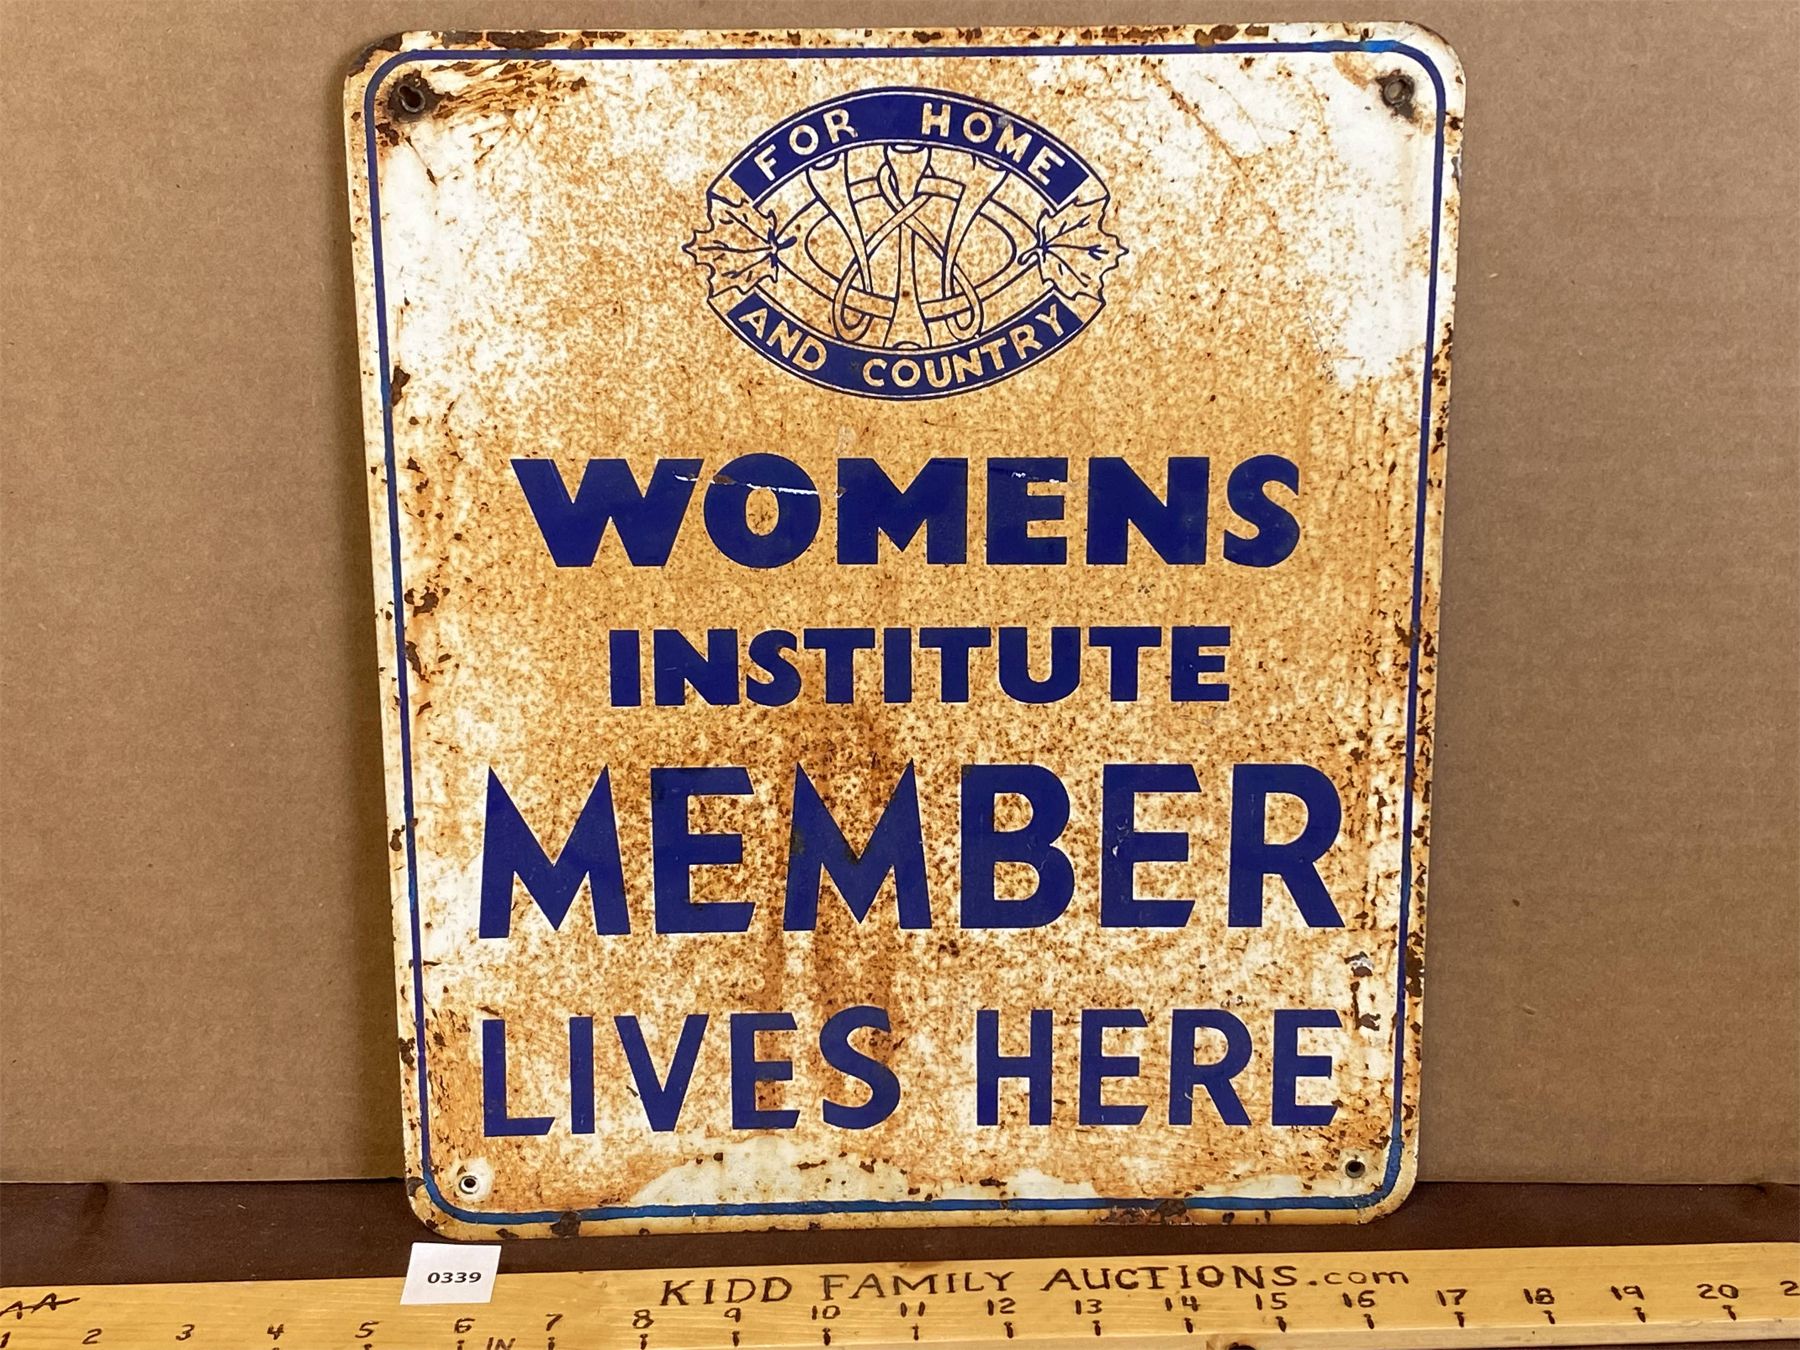 FOR HOME
AND COUNTRY
WOMENS
INSTITUTE
MEMBER
LIVES HERE
0339
KIDD FAMILY AUCTIONS.com
1 2 3 4 5 6 IN 7 8 9 10 11 12 13 14 15 16 17 18 19 20